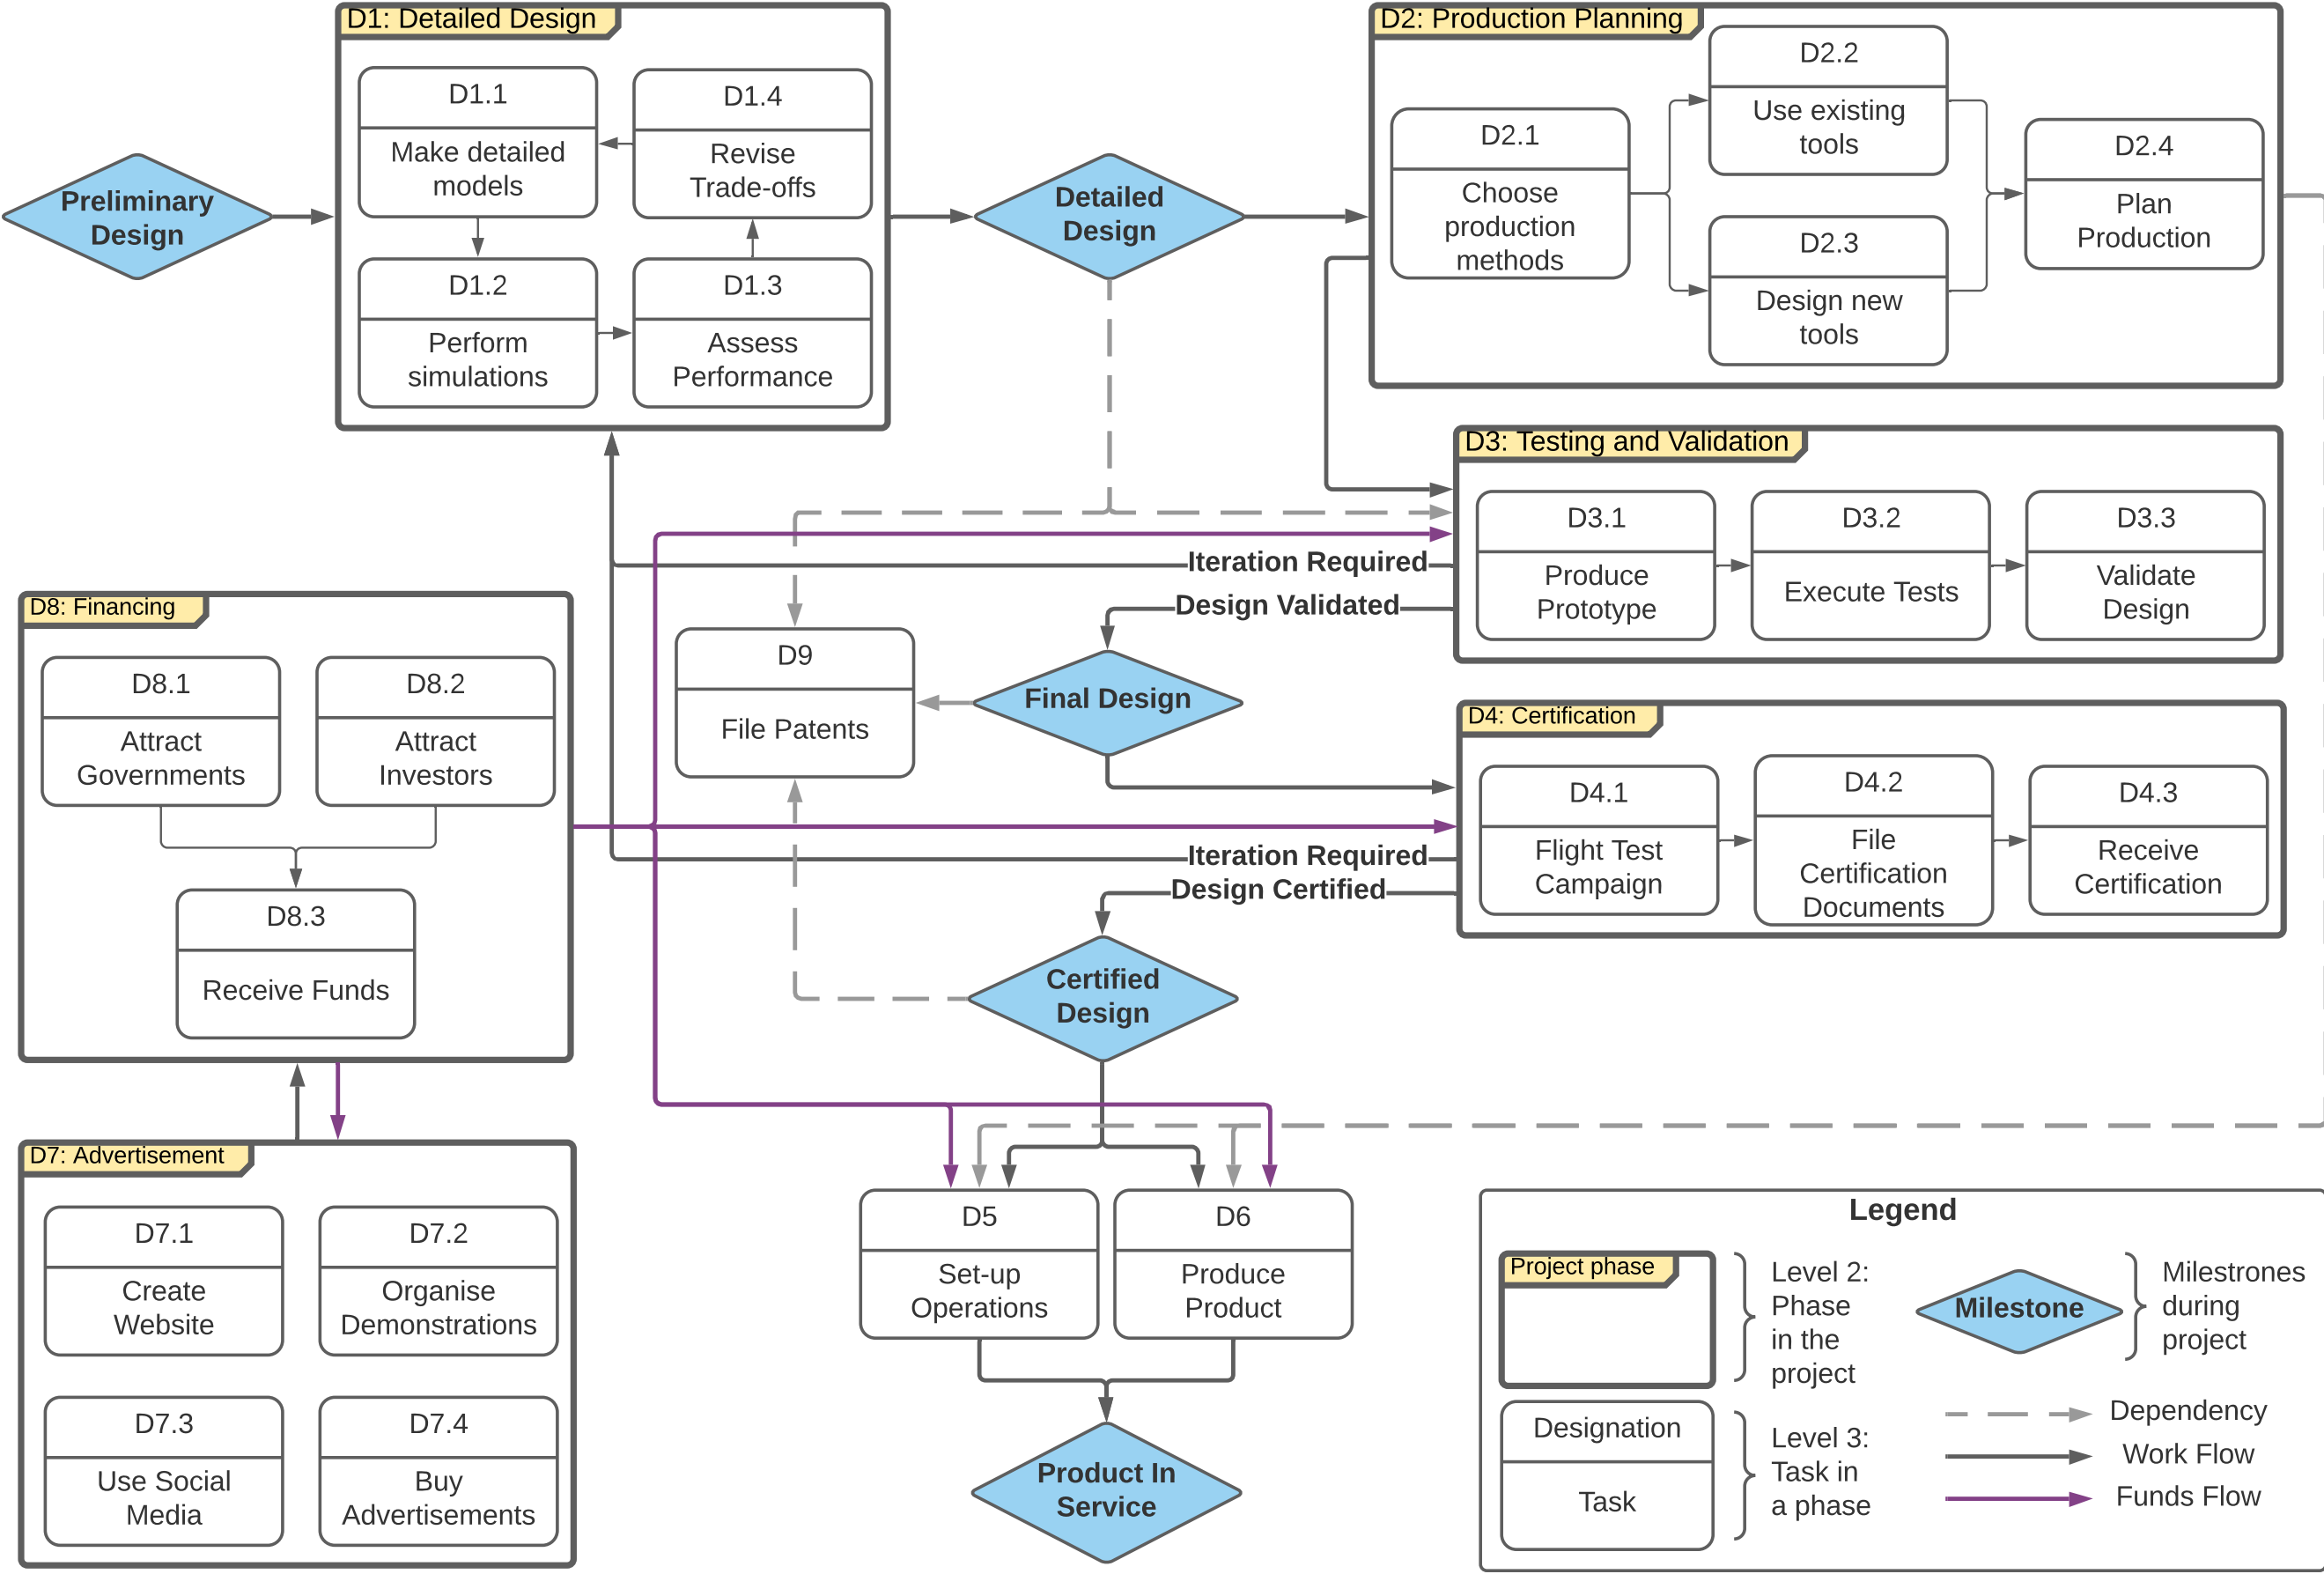 D1: Detailed Design
D1.1
Make detailed
models
D1.4
Revise
Trade-offs
D1.2
Perform
simulations
D1.3
Assess
Performance
Preliminary
Design
Detailed
Design
D2: Production Planning
D2.1
Choose
production
methods
D2.2
Use existing
tools
D2.3
Design new
tools
D2.4
Plan
Production
D3: Testing and Validation
D3.1
Produce
Prototype
D3.2
Execute Tests
D3.3
Validate
Design
Iteration Required
Design Validated
D8: Financing
D8.1
Attract
Governments
D8.2
Attract
Investors
D8.3
Receive Funds
D9
File Patents
Final Design
D4: Certification
D4.1
Flight Test
Campaign
D4.2
File
Certification
Documents
D4.3
Receive
Certification
Iteration Required
Design Certified
Certified
Design
D7: Advertisement
D7.1
Create
Website
D7.2
Organise
Demonstrations
D7.3
Use Social
Media
D7.4
Buy
Advertisements
D5
Set-up
Operations
D6
Produce
Product
Product In
Service
Legend
Project phase
Level 2:
Phase
in the
project
Milestone
Milestrones
during
project
Designation
Task
Level 3:
Task in
a phase
Dependency
Work Flow
Funds Flow